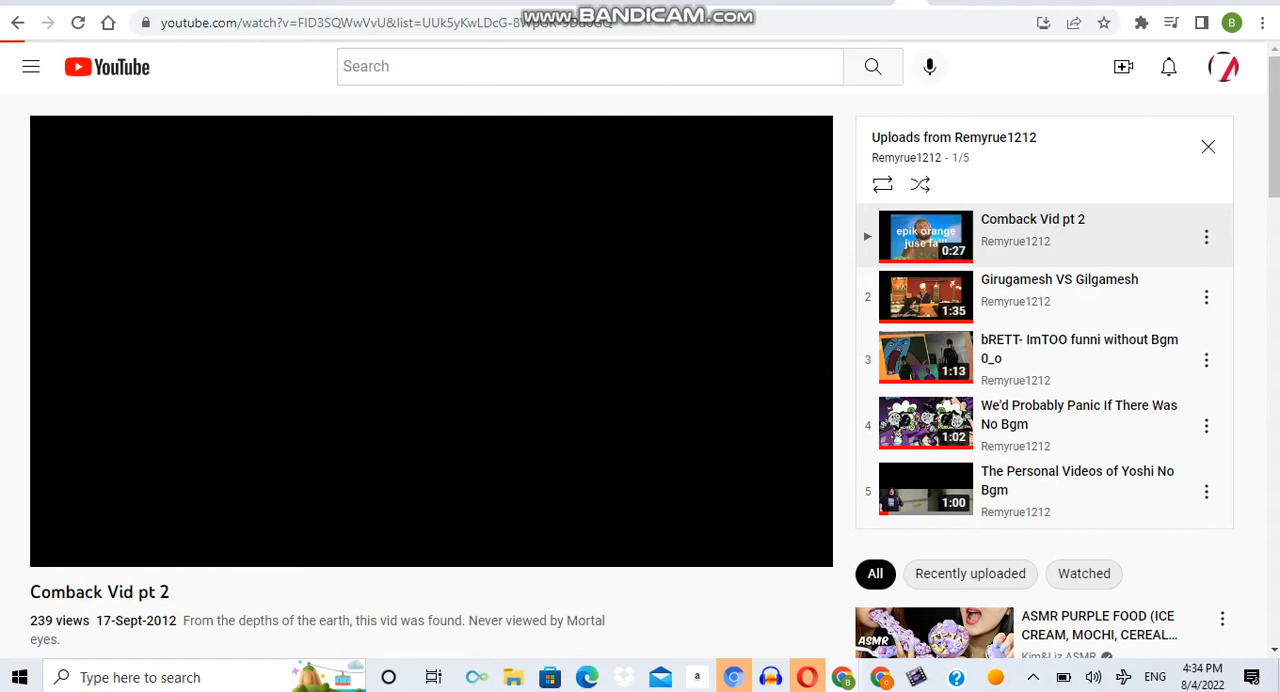 www.BANDICAM.com
youtube.com/watch?v=FID3SQWwVvU&list=UUk5yKwLDcG-8
YouTube
Search
B
Uploads from Remyrue1212
Remyrue1212 - 1/5
epik orange
juse fail!
0:27
Comback Vid pt 2
Remyrue1212
2
1:35
Girugamesh VS Gilgamesh
Remyrue1212
3
1:13
bRETT- ImTOO funni without Bgm
0_o
Remyrue1212
4
1:02
We'd Probably Panic If There Was
No Bgm
Remyrue1212
5
1:00
The Personal Videos of Yoshi No
Bgm
Remyrue1212
All
Recently uploaded
Watched
Comback Vid pt 2
239 views 17-Sept-2012 From the depths of the earth, this vid was found. Never viewed by Mortal
eyes.
ASMR
ASMR PURPLE FOOD (ICE
CREAM, MOCHI, CEREAL...
Kim&Liz ASMR
Type here to search
a
ENG
4:34 PM
8/4/2022